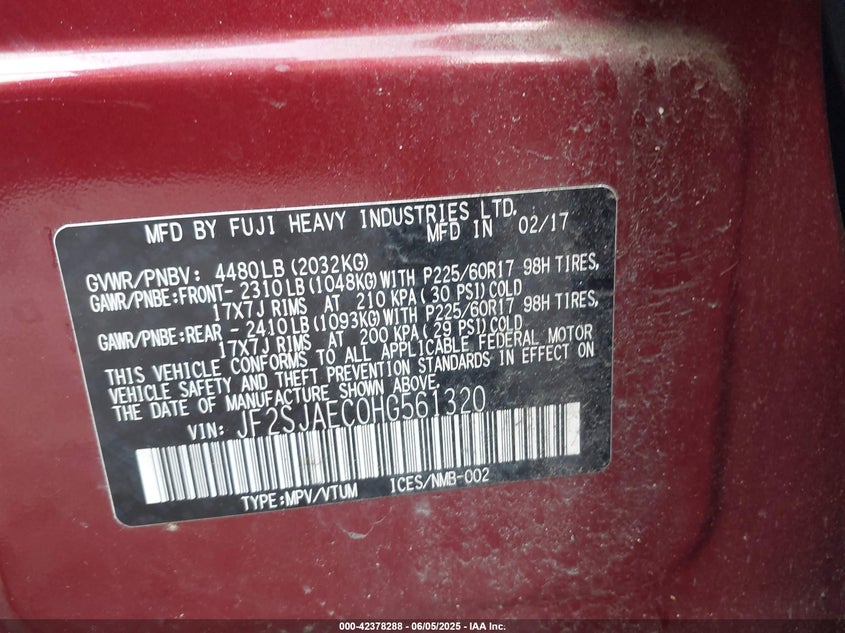 MFD BY FUJI HEAVY INDUSTRIES LTD.
MFD IN 02/17
GVWR/PNBV: 4480LB(2032KG)
GAWR/PNBE:FRONT- 2310LB(1048KG)WITH P225/60R17 98H TIRES,
17X7J RIMS AT 210 KPA( 30 PSI)COLD
GAWR/PNBE:REAR - 2410LB(1093KG)WITH P225/60R17 98H TIRES,
17X7J RIMS AT 200 KPA( 29 PSI)COLD
THIS VEHICLE CONFORMS TO ALL APPLICABLE FEDERAL MOTOR
VEHICLE SAFETY AND THEFT PREVENTION STANDARDS IN EFFECT ON
THE DATE OF MANUFACTURE SHOWN ABOVE.
VIN: JF2SJAEC0HG561320
TYPE:MPV/VTUM ICES/NMB-002
000-42378288 - 06/05/2025 - IAA Inc.